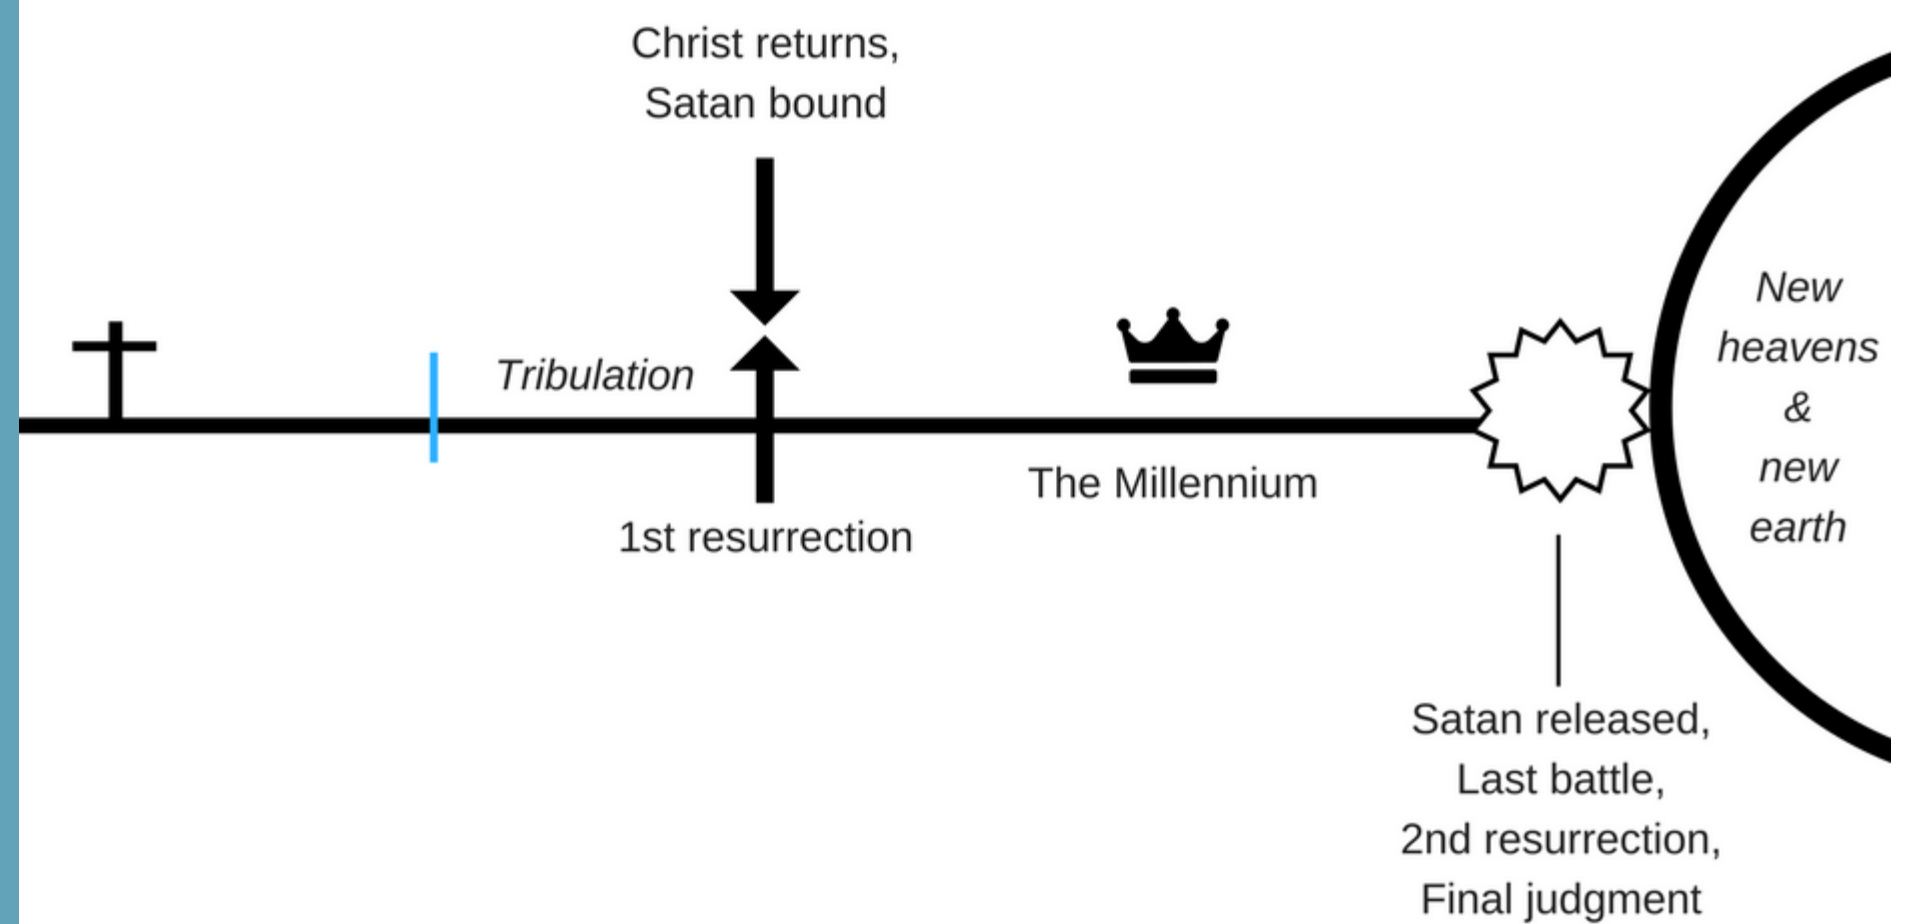 Christ returns,
Satan bound
Tribulation
1st resurrection
The Millennium
New
heavens
&
new
earth
Satan released,
Last battle,
2nd resurrection,
Final judgment